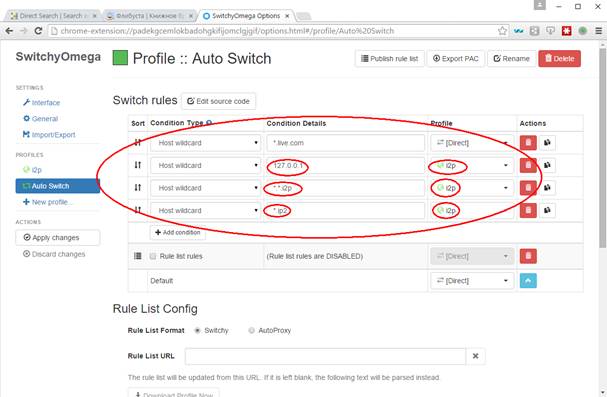 Direct Search | Search e
Флибуста | Книжное бр
SwitchyOmega Options
chrome-extension://padekgcemlokbadohgkifijomclgjgif/options.html#/profile/Auto%20Switch
SwitchyOmega
Profile :: Auto Switch
Publish rule list
Export PAC
Rename
Delete
SETTINGS
Interface
General
Import/Export
PROFILES
i2p
Auto Switch
New profile...
ACTIONS
Apply changes
Discard changes
Switch rules
Edit source code
Sort Condition Type Condition Details Profile Actions
Host wildcard *.live.com [Direct]
Host wildcard 127.0.0.1 i2p
Host wildcard *.*.i2p i2p
Host wildcard *.ip2 i2p
Add condition
Rule list rules (Rule list rules are DISABLED) [Direct]
Default [Direct]
Rule List Config
Rule List Format Switchy AutoProxy
Rule List URL
The rule list will be updated from this URL. If it is left blank, the following text will be parsed instead.
Download Profile Now